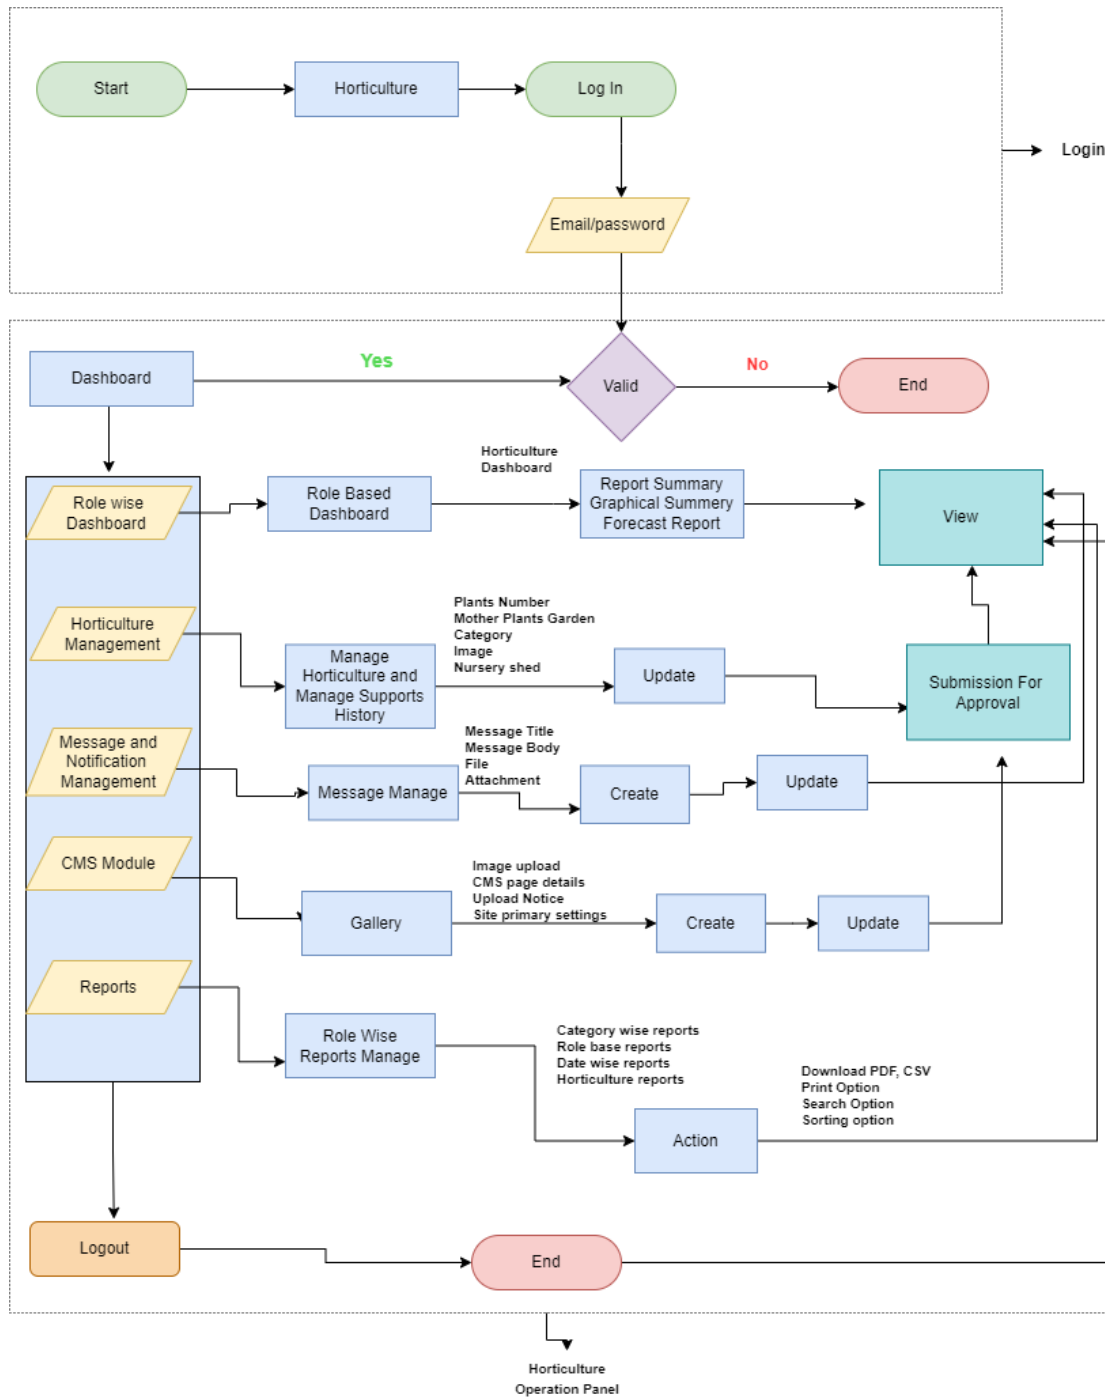 Start
Horticulture
Log In
Login
Email/password
Dashboard
Yes
Valid
No
End
Role wise
Dashboard
Role Based
Dashboard
Horticulture
Dashboard
Report Summary
Graphical Summery
Forecast Report
View
Horticulture
Management
Manage
Horticulture and
Manage Supports
History
Plants Number
Mother Plants Garden
Category
Image
Nursery shed
Update
Submission For
Approval
Message and
Notification
Management
Message Manage
Message Title
Message Body
File
Attachment
Create
Update
CMS Module
Gallery
Image upload
CMS page details
Upload Notice
Site primary settings
Create
Update
Reports
Role Wise
Reports Manage
Category wise reports
Role base reports
Date wise reports
Horticulture reports
Action
Download PDF, CSV
Print Option
Search Option
Sorting option
Logout
End
Horticulture
Operation Panel